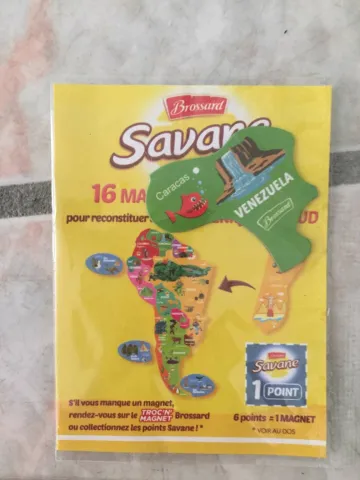 Brossard
Savane
16 MA
pour reconstituer
UD
Caracas
VENEZUELA
Brossard
Brossard
Savane
1 POINT
S'il vous manque un magnet,
rendez-vous sur le TROC'N' MAGNET Brossard
ou collectionnez les points Savane ! *
6 points = 1 MAGNET
* VOIR AU DOS